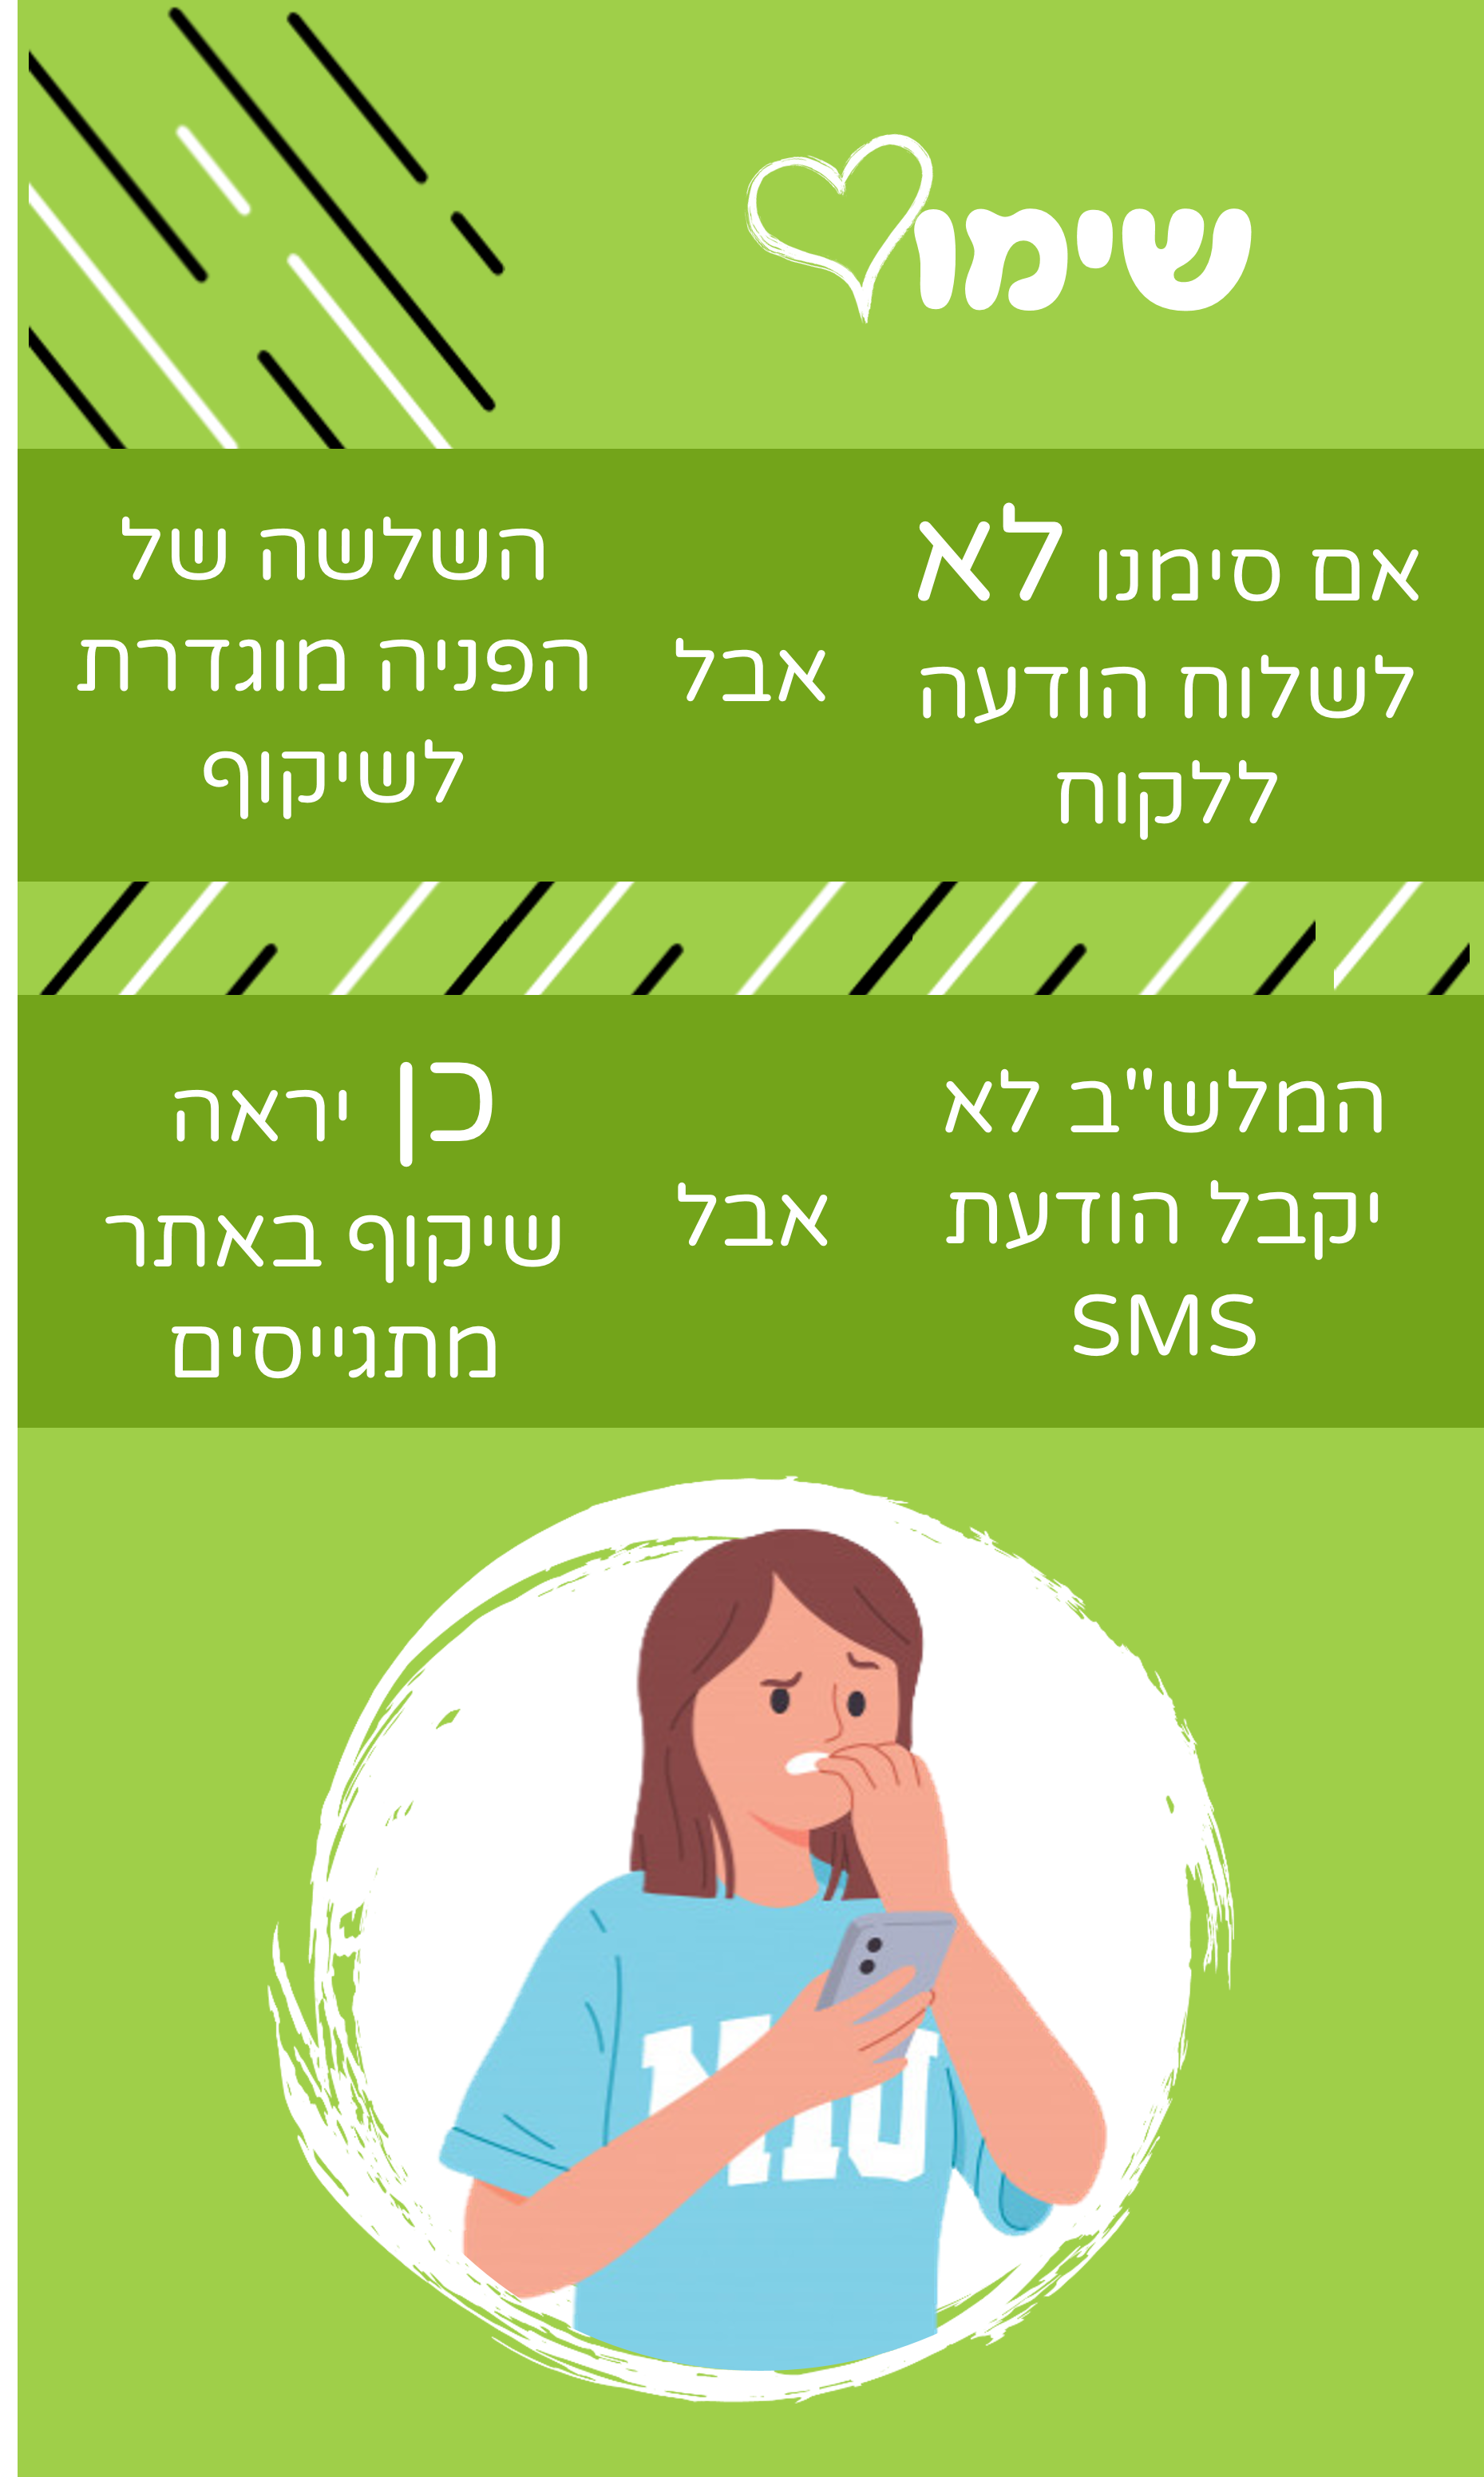 שימו
אם סימנו לא
לשלוח הודעה
ללקוח
אבל
השלשה של
הפניה מוגדרת
לשיקוף
המלש"ב לא
יקבל הודעת
SMS
אבל
כן יראה
שיקוף באתר
מתגייסים